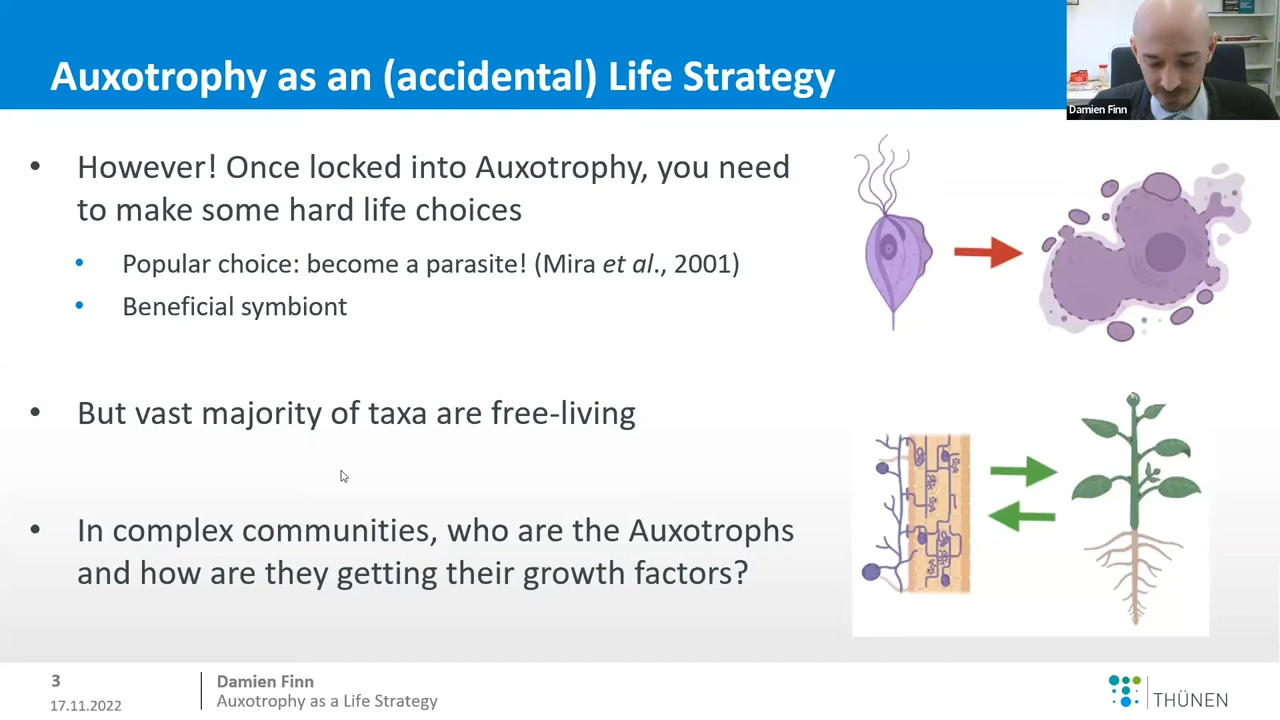 Auxotrophy as an (accidental) Life Strategy
Damien Finn
• However! Once locked into Auxotrophy, you need
to make some hard life choices
• Popular choice: become a parasite! (Mira et al., 2001)
• Beneficial symbiont
• But vast majority of taxa are free-living
• In complex communities, who are the Auxotrophs
and how are they getting their growth factors?
3
17.11.2022
Damien Finn
Auxotrophy as a Life Strategy
THÜNEN